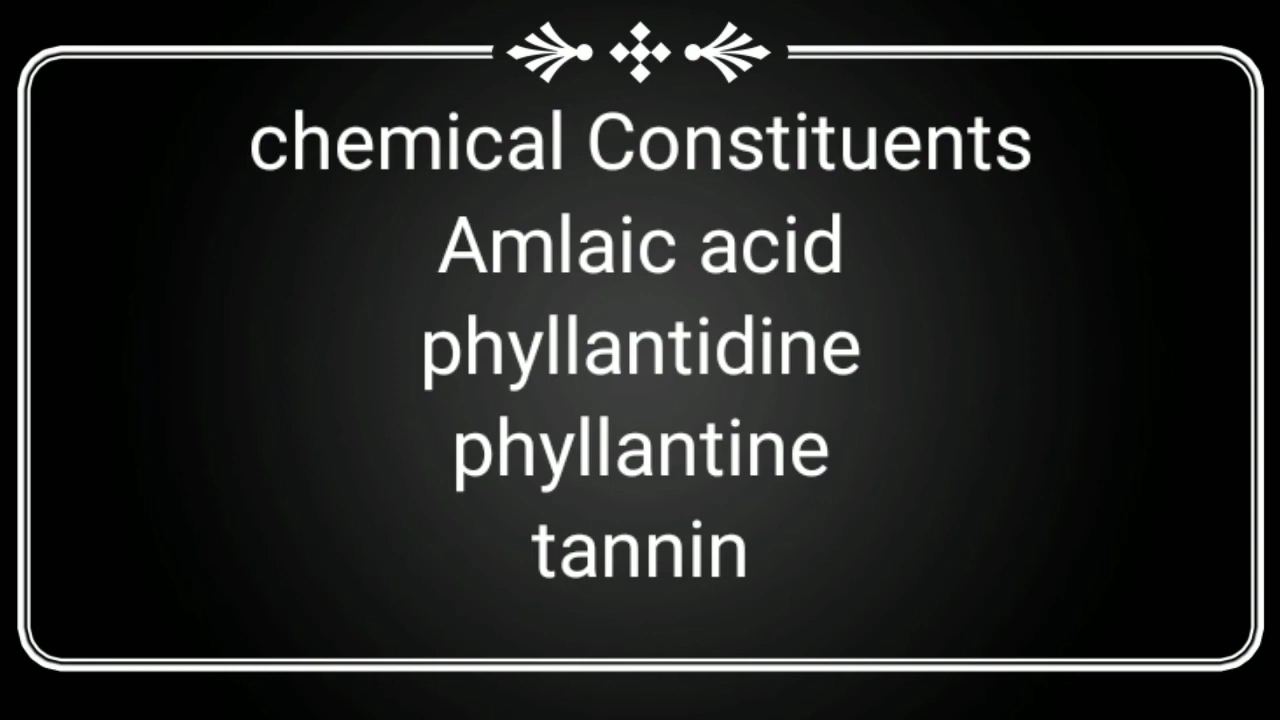 chemical Constituents
Amlaic acid
phyllantidine
phyllantine
tannin